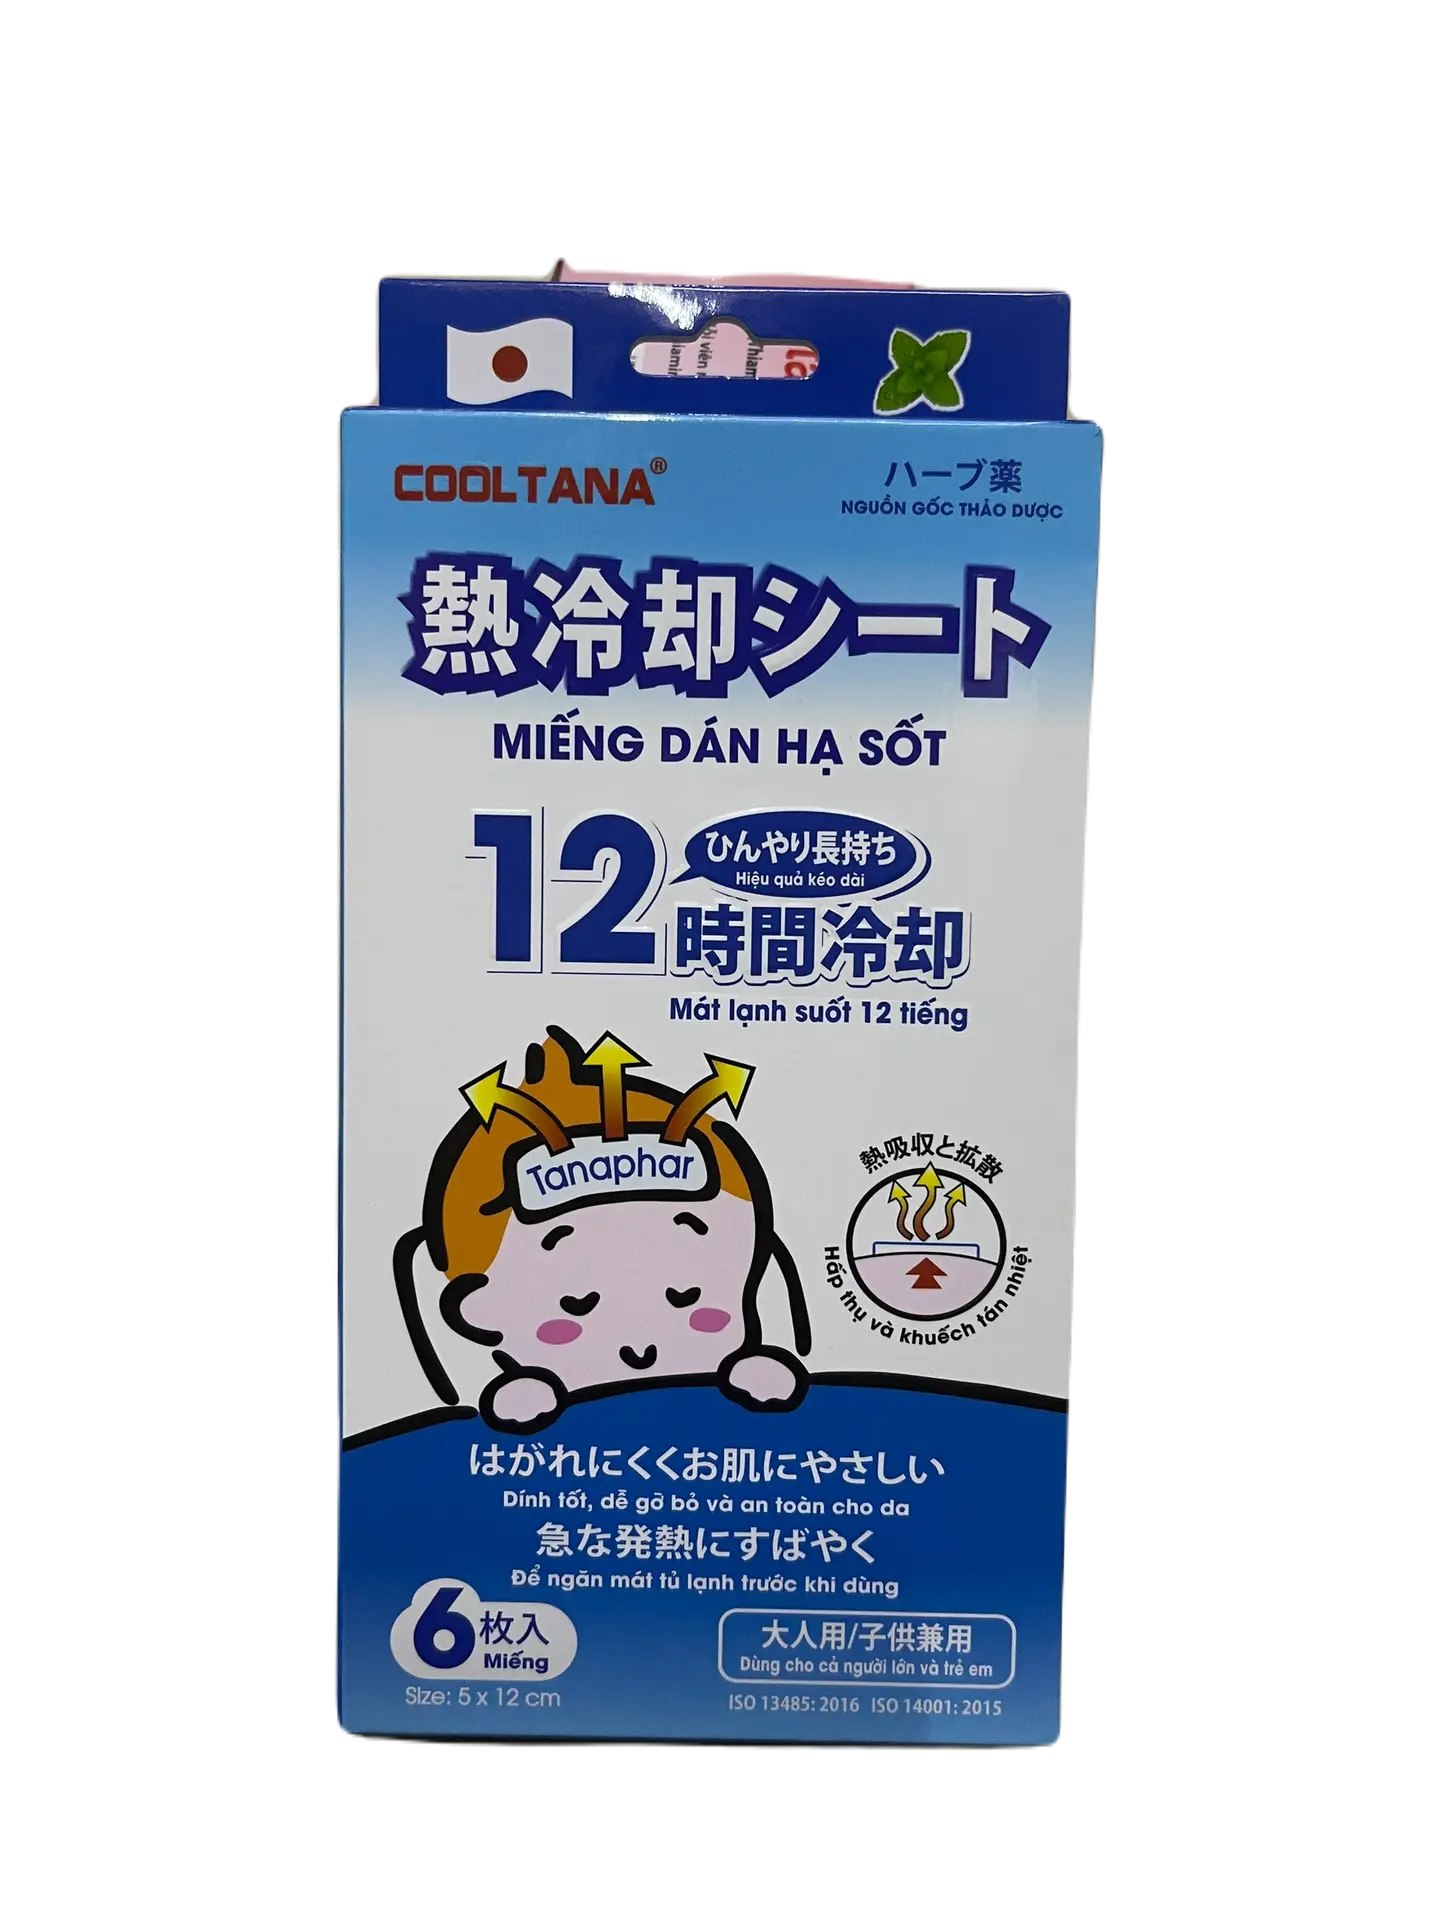 COOLTANA®
ハーブ薬
NGUỒN GỐC THẢO DƯỢC
熱冷却シート
MIẾNG DÁN HẠ SỐT
12
ひんやり長持ち
Hiệu quả kéo dài
時間冷却
Mát lạnh suốt 12 tiếng
Tanaphar
熱吸収と拡散
Hấp thụ và khuếch tán nhiệt
はがれにくくお肌にやさしい
Dính tốt, dễ gỡ bỏ và an toàn cho da
急な発熱にすばやく
Để ngăn mát tủ lạnh trước khi dùng
6枚入
Miếng
Size: 5 x 12 cm
大人用/子供兼用
Dùng cho cả người lớn và trẻ em
ISO 13485: 2016 ISO 14001: 2015